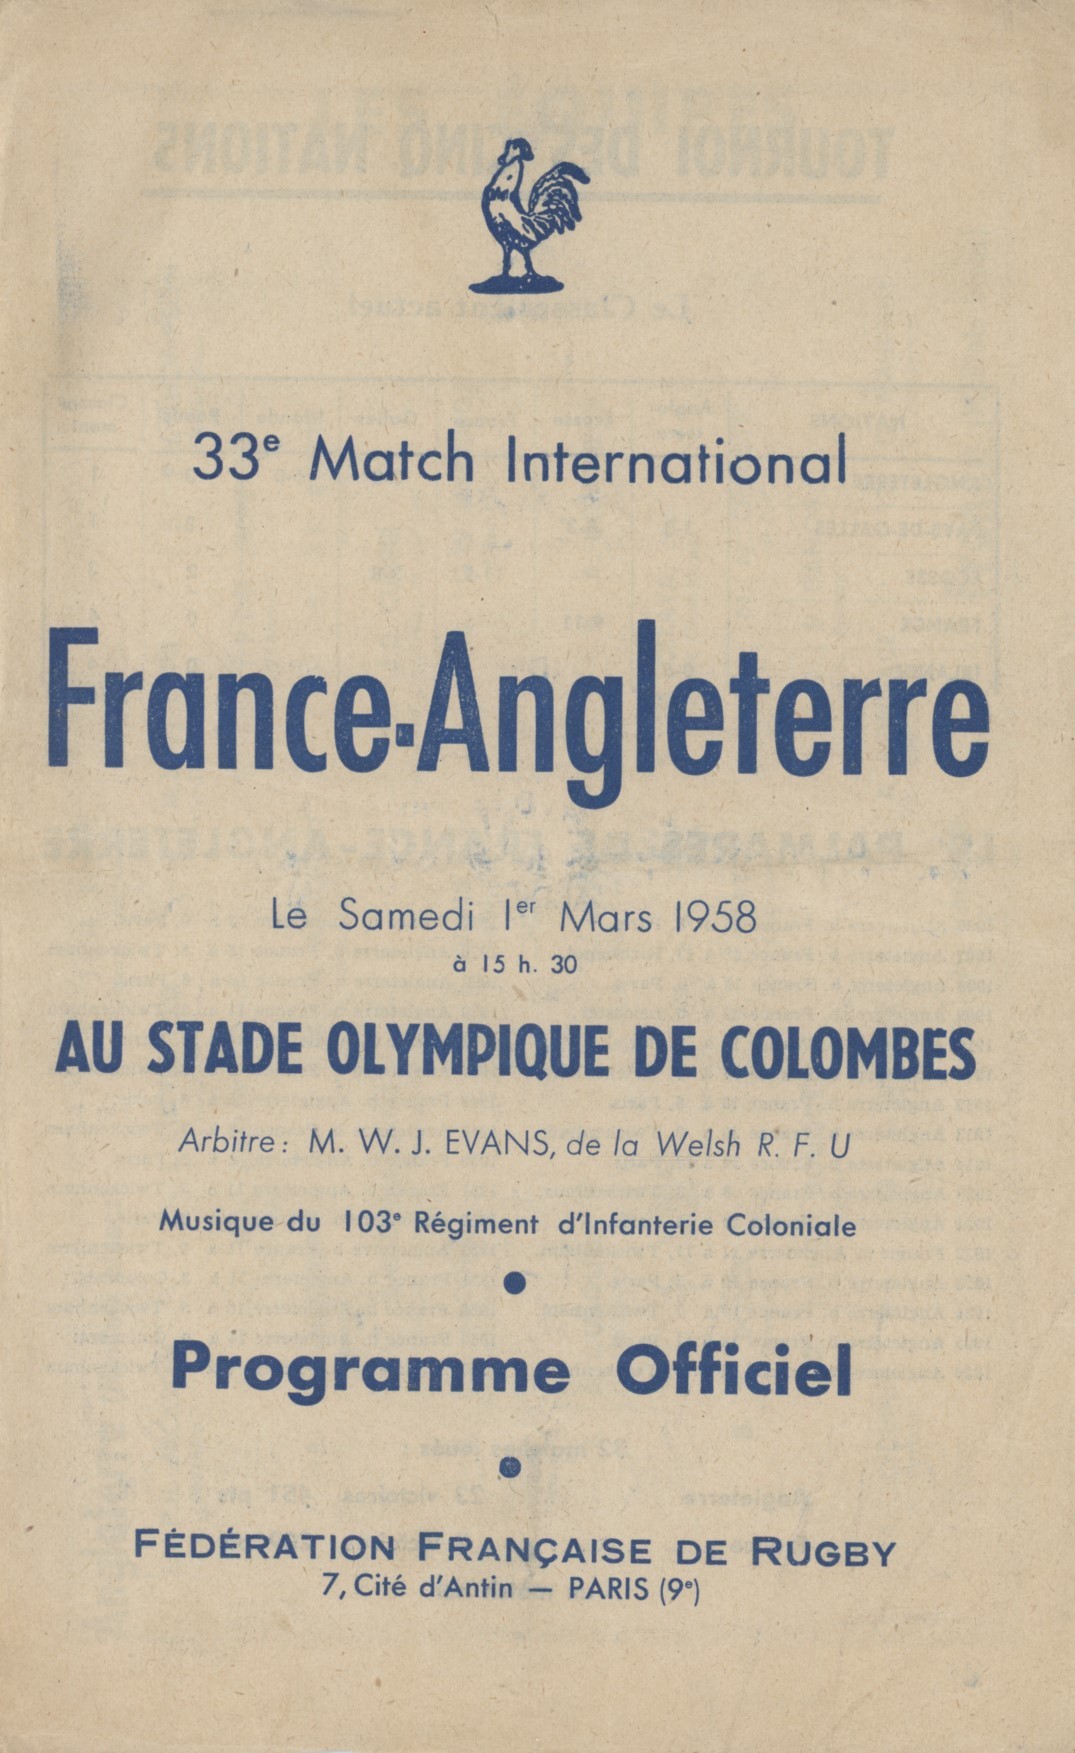 33e Match International
France-Angleterre
Le Samedi 1er Mars 1958
à 15 h. 30
AU STADE OLYMPIQUE DE COLOMBES
Arbitre: M. W. J. EVANS, de la Welsh R. F. U
Musique du 103e Régiment d'Infanterie Coloniale
Programme Officiel
FÉDÉRATION FRANÇAISE DE RUGBY
7, Cité d'Antin — PARIS (9e)